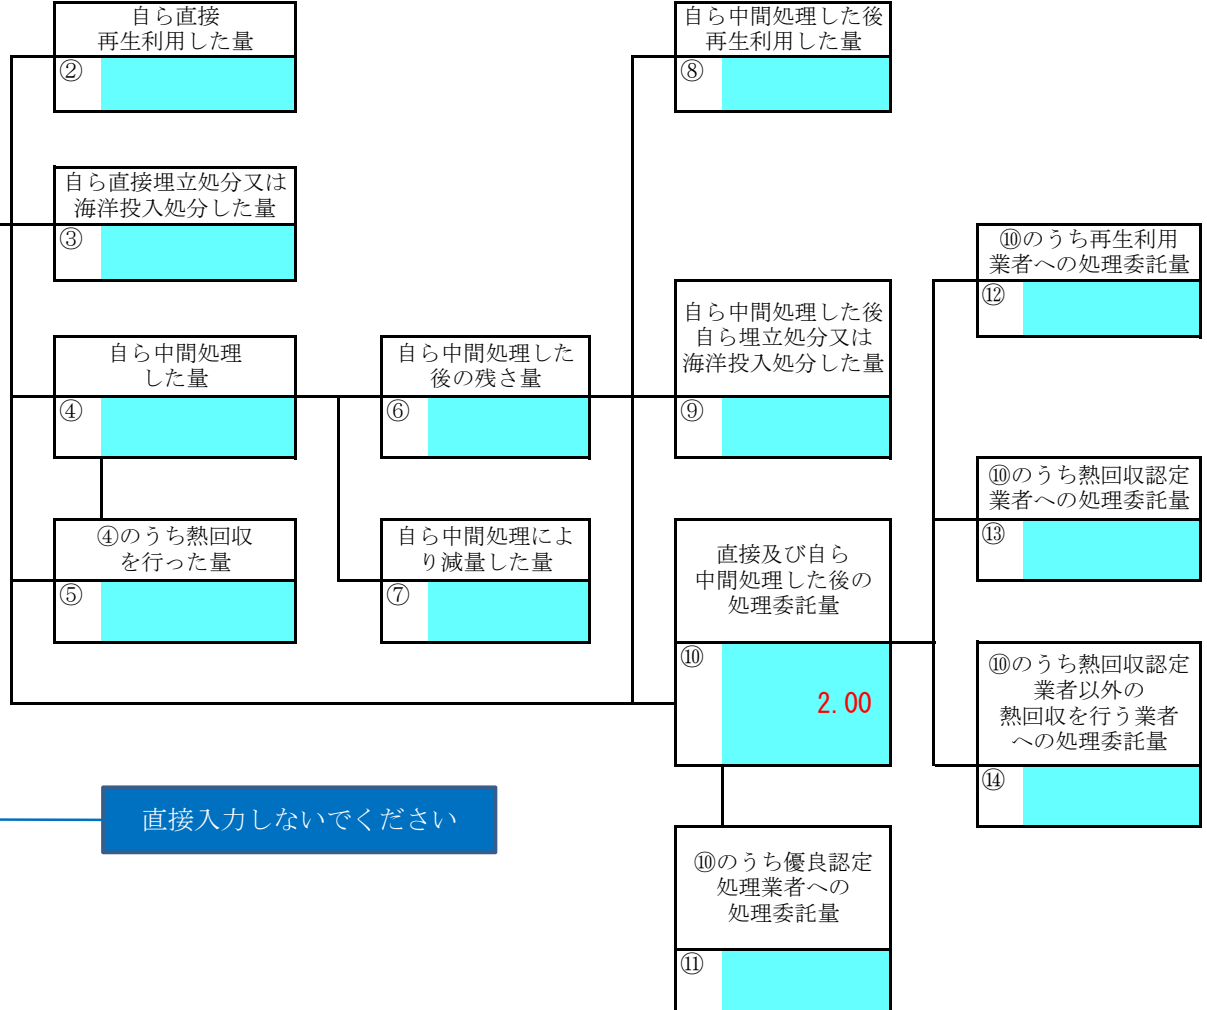 自ら直接
再生利用した量
②
自ら直接埋立処分又は
海洋投入処分した量
③
自ら中間処理
した量
④
④のうち熱回収
を行った量
⑤
自ら中間処理した
後の残さ量
⑥
自ら中間処理によ
り減量した量
⑦
自ら中間処理した後
再生利用した量
⑧
自ら中間処理した後
自ら埋立処分又は
海洋投入処分した量
⑨
直接及び自ら
中間処理した後の
処理委託量
⑩
2.00
⑩のうち優良認定
処理業者への
処理委託量
⑪
⑩のうち再生利用
業者への処理委託量
⑫
⑩のうち熱回収認定
業者への処理委託量
⑬
⑩のうち熱回収認定
業者以外の
熱回収を行う業者
への処理委託量
⑭
直接入力しないでください